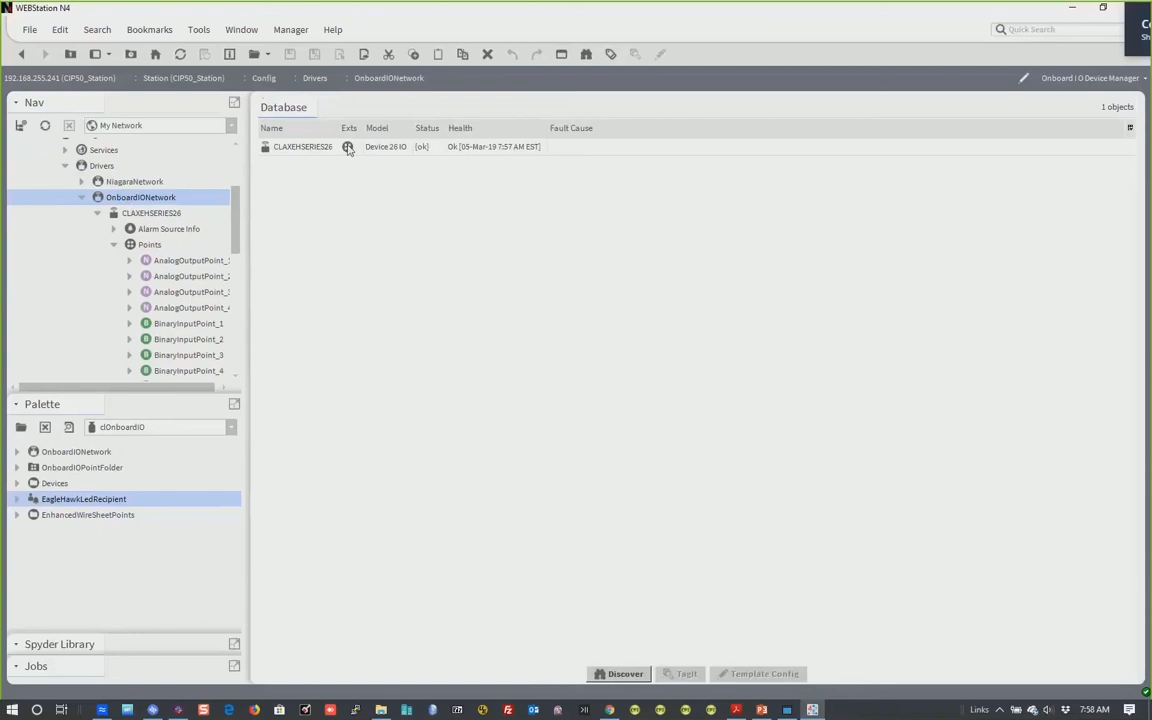 WEBStation N4
File Edit Search Bookmarks Tools Window Manager Help
Quick Search
192.168.255.241 (CIP50_Station) Station (CIP50_Station) Config Drivers OnboardIONetwork Onboard I O Device Manager
Nav
My Network
Services
Drivers
NiagaraNetwork
OnboardIONetwork
CLAXEHSERIES26
Alarm Source Info
Points
AnalogOutputPoint_
AnalogOutputPoint_2
AnalogOutputPoint_3
AnalogOutputPoint_4
BinaryInputPoint_1
BinaryInputPoint_2
BinaryInputPoint_3
BinaryInputPoint_4
Palette
clOnboardIO
OnboardIONetwork
OnboardIOPointFolder
Devices
EagleHawkLedRecipient
EnhancedWireSheetPoints
Spyder Library
Jobs
Database
1 objects
Name Exts Model Status Health Fault Cause
CLAXEHSERIES26 Device 26 IO {ok} Ok [05-Mar-19 7:57 AM EST]
Discover TagIt Template Config
Links 7:58 AM